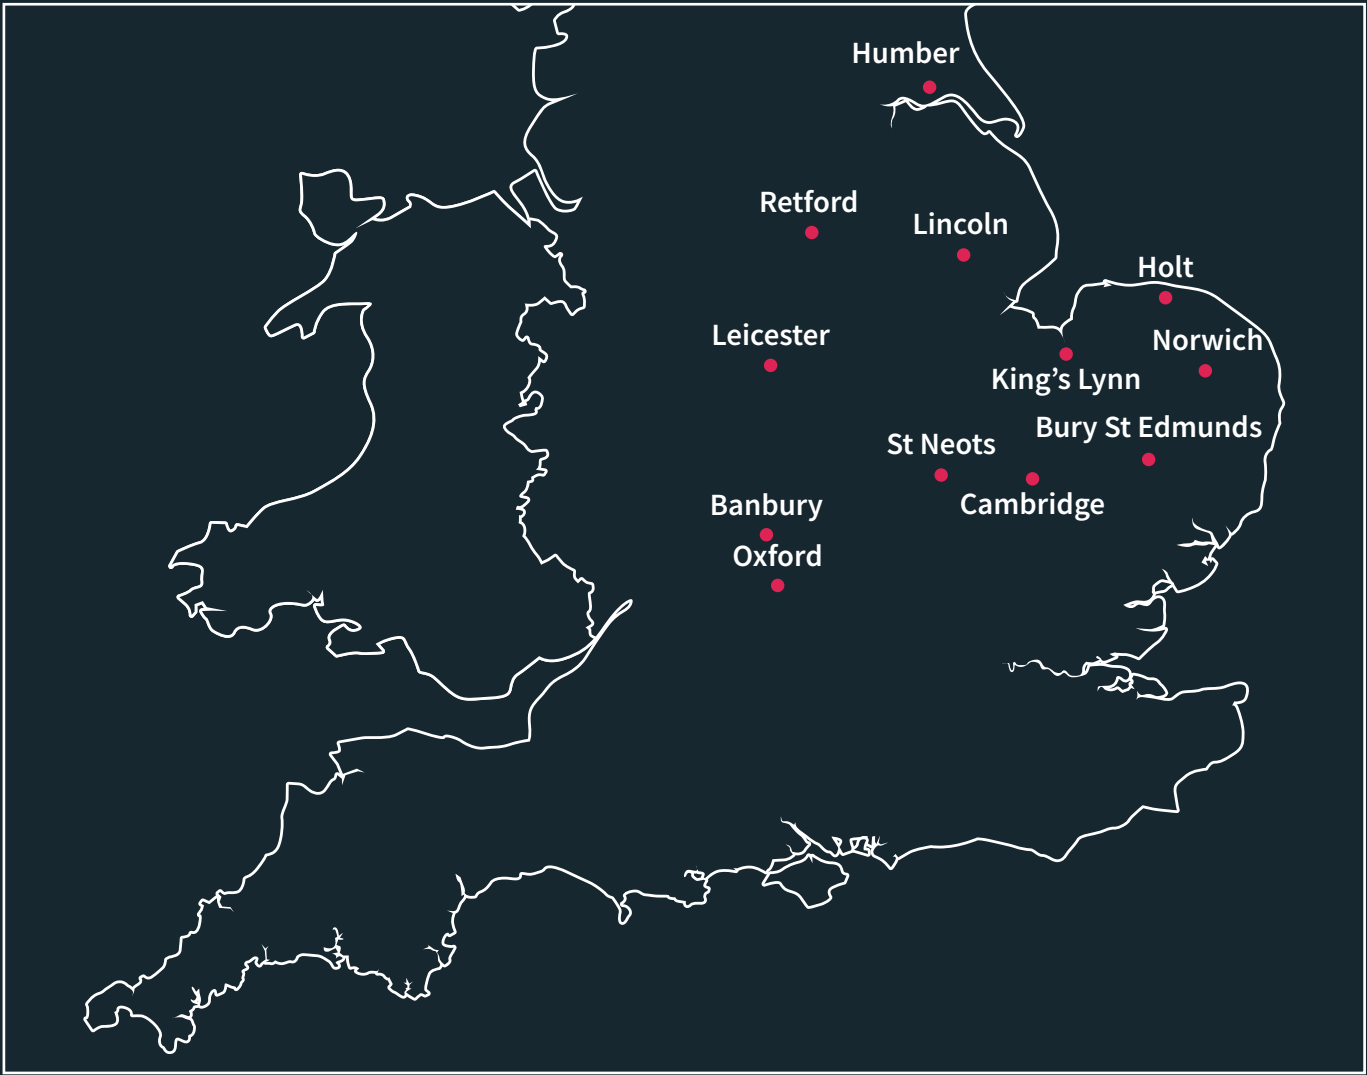 Humber
Retford
Lincoln
Holt
Leicester
Norwich
King’s Lynn
Bury St Edmunds
St Neots
Cambridge
Banbury
Oxford